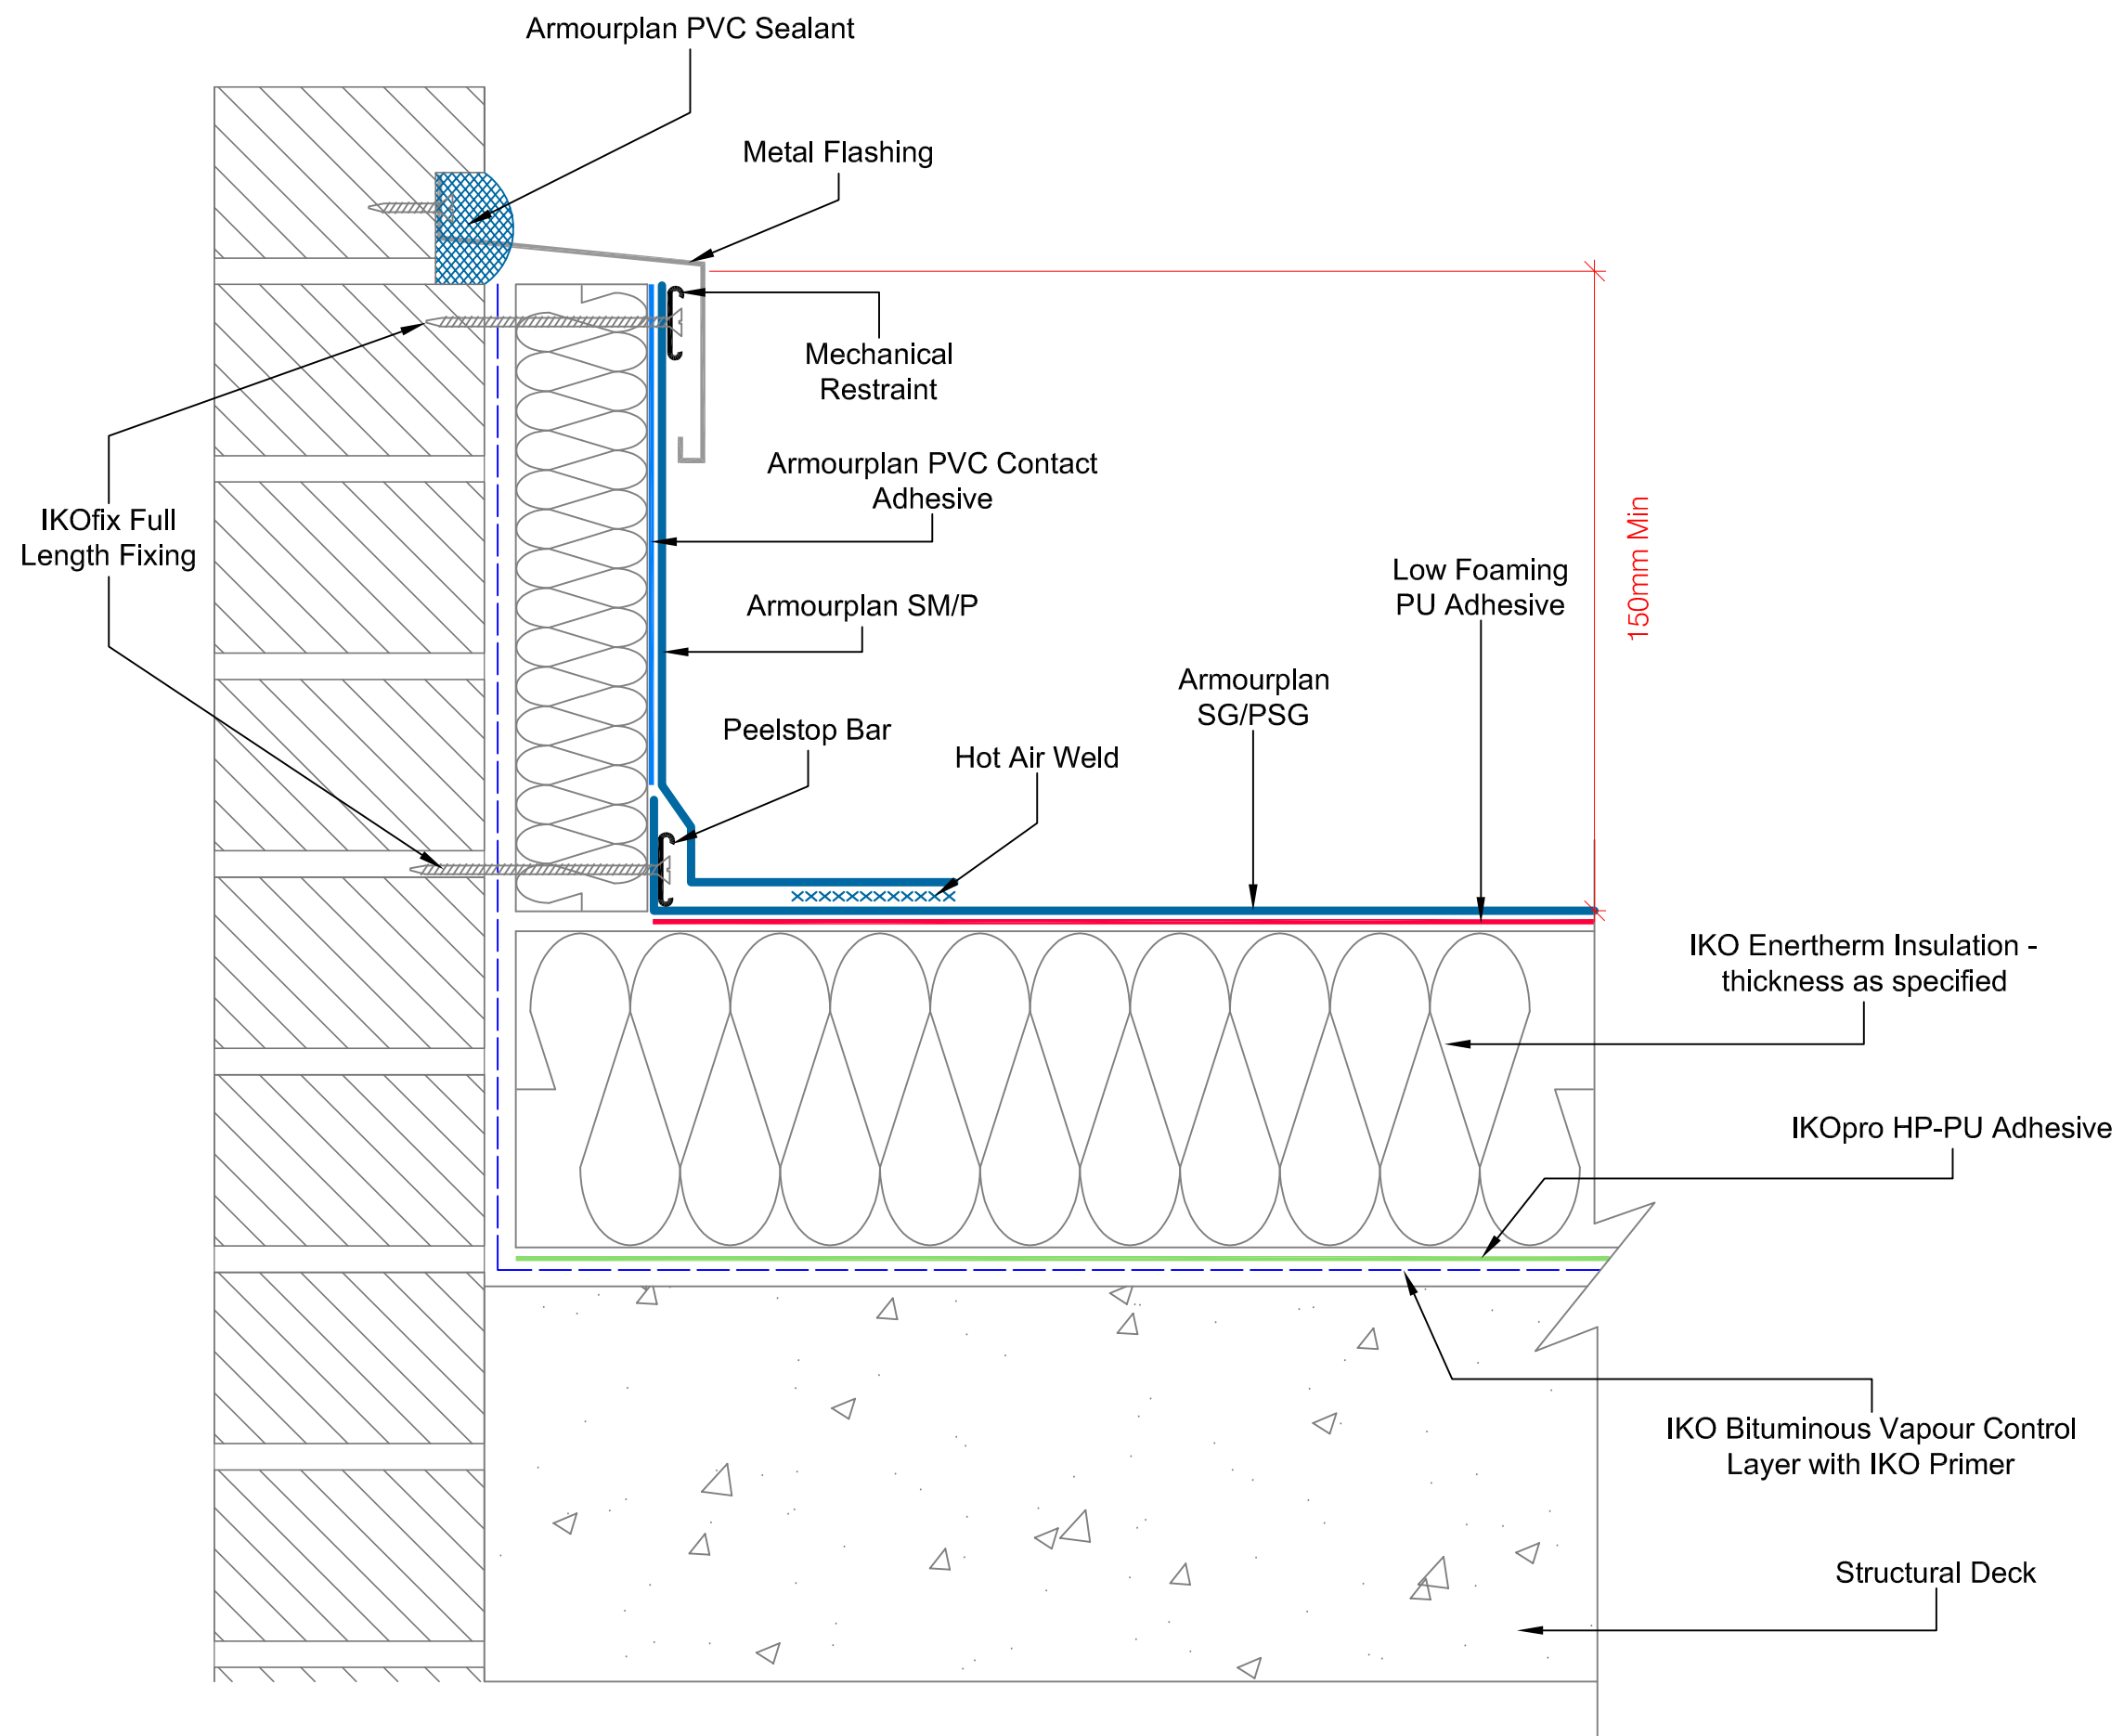 Armourplan PVC Sealant
Metal Flashing
Mechanical
Restraint
Armourplan PVC Contact
Adhesive
IKOfix Full
Length Fixing
150mm Min
Low Foaming
PU Adhesive
Armourplan SM/P
Armourplan
SG/PSG
Peelstop Bar
Hot Air Weld
IKO Enertherm Insulation -
thickness as specified
IKOpro HP-PU Adhesive
IKO Bituminous Vapour Control
Layer with IKO Primer
Structural Deck